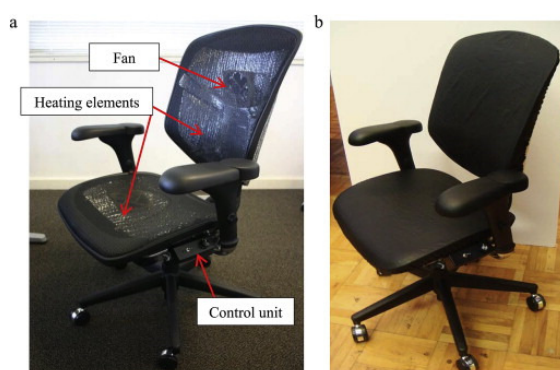 a
b
Fan
Heating elements
Control unit